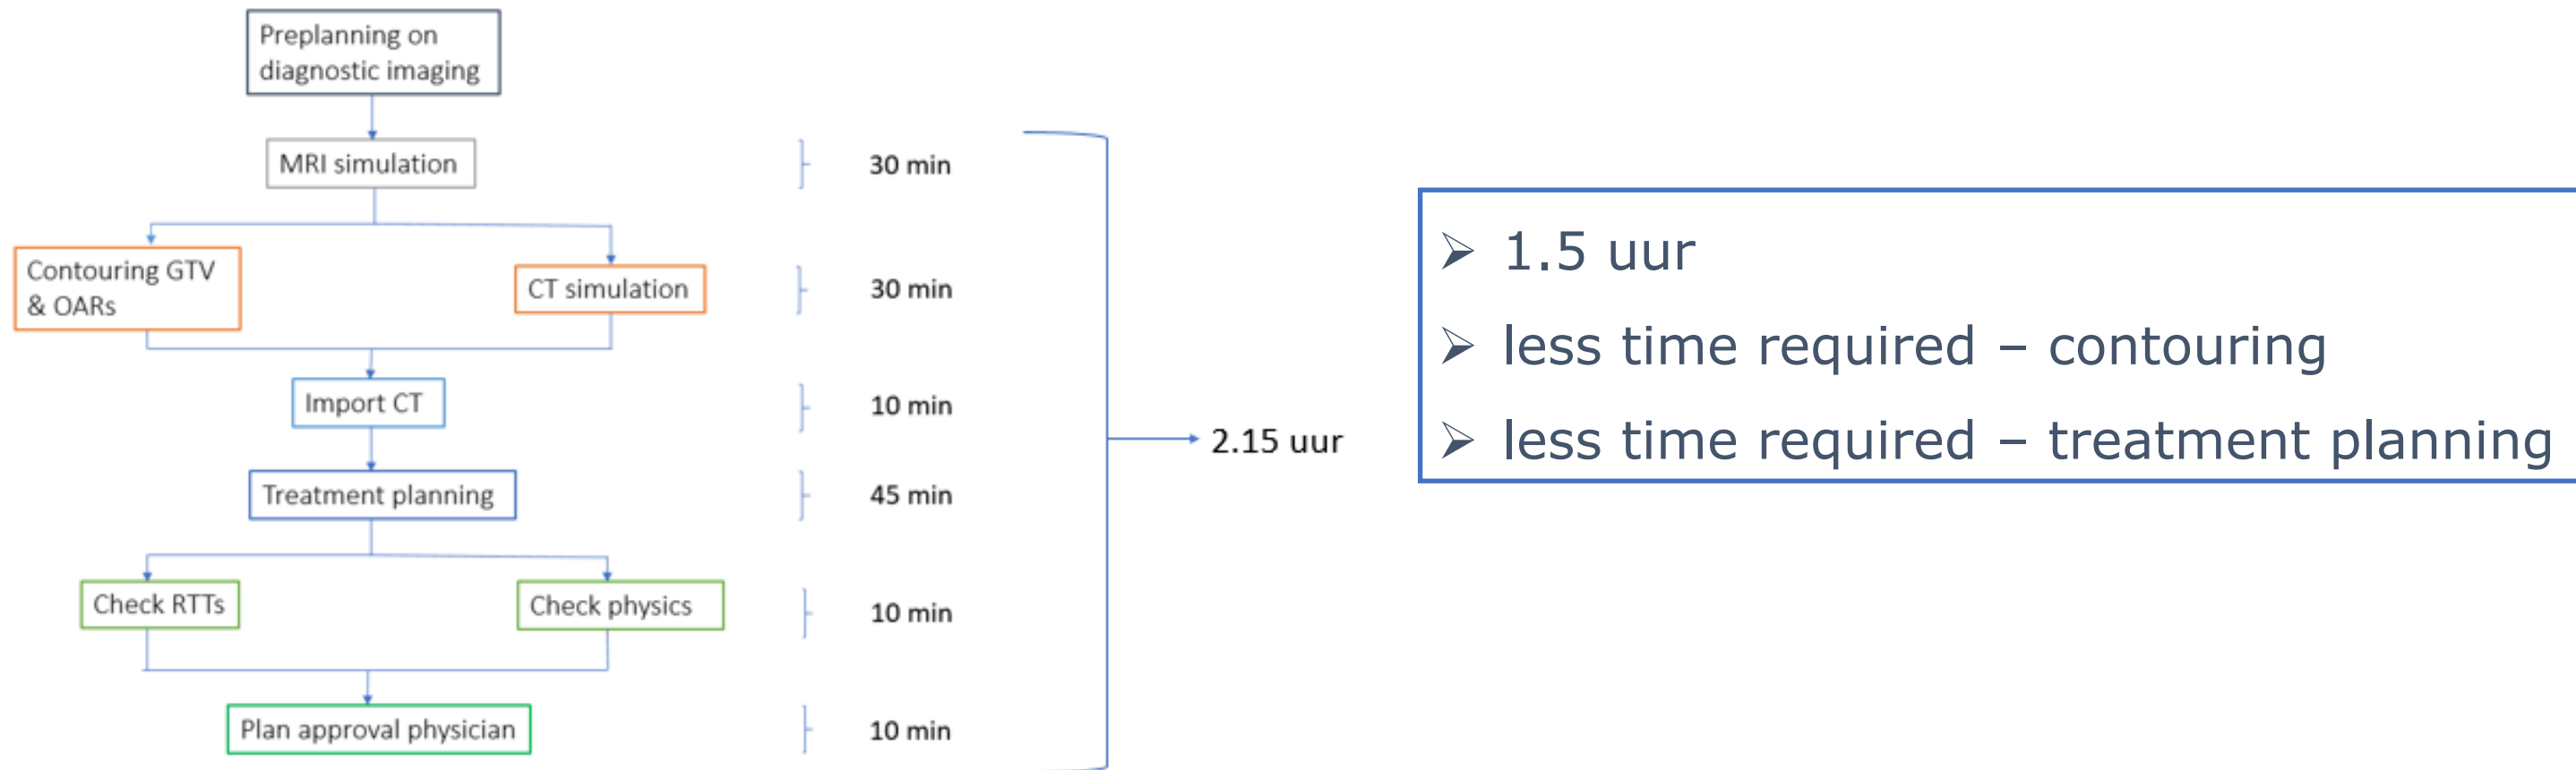 Preplanning on
diagnostic imaging
MRI simulation
30 min
Contouring GTV
& OARs
CT simulation
30 min
Import CT
10 min
Treatment planning
45 min
Check RTTs
Check physics
10 min
Plan approval physician
10 min
2.15 uur
➢ 1.5 uur
➢ less time required – contouring
➢ less time required – treatment planning